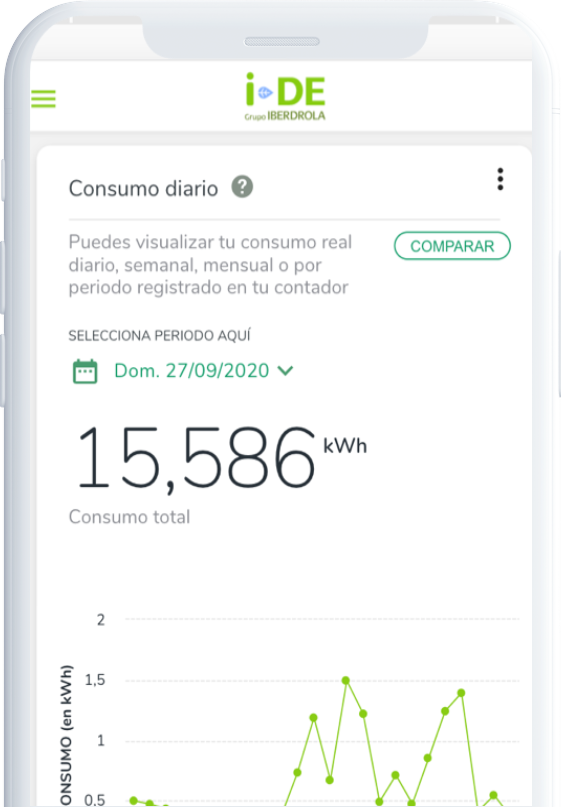 i-DE
Grupo IBERDROLA
Consumo diario ?
Puedes visualizar tu consumo real
diario, semanal, mensual o por
periodo registrado en tu contador
COMPARAR
SELECCIONA PERIODO AQUÍ
Dom. 27/09/2020
15,586 kWh
Consumo total
2
1,5
1
0.5
ONSUMO (en kWh)